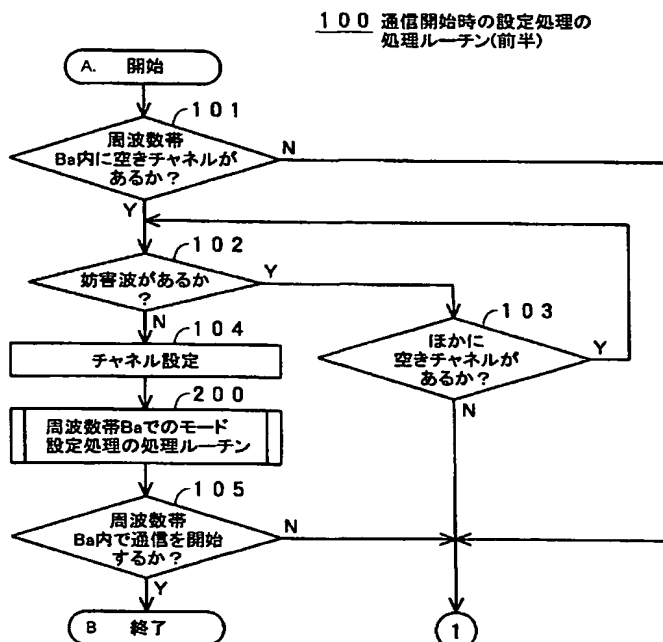 100 通信開始時の設定処理の
処理ルーチン(前半)
A. 開始
101
周波数帯
Ba内に空きチャネルが
あるか？
N
Y
102
妨害波があるか
？
Y
N
103
ほかに
空きチャネルが
あるか？
Y
N
104
チャネル設定
200
周波数帯Baでのモード
設定処理の処理ルーチン
105
周波数帯
Ba内で通信を開始
するか？
N
Y
B 終了
1